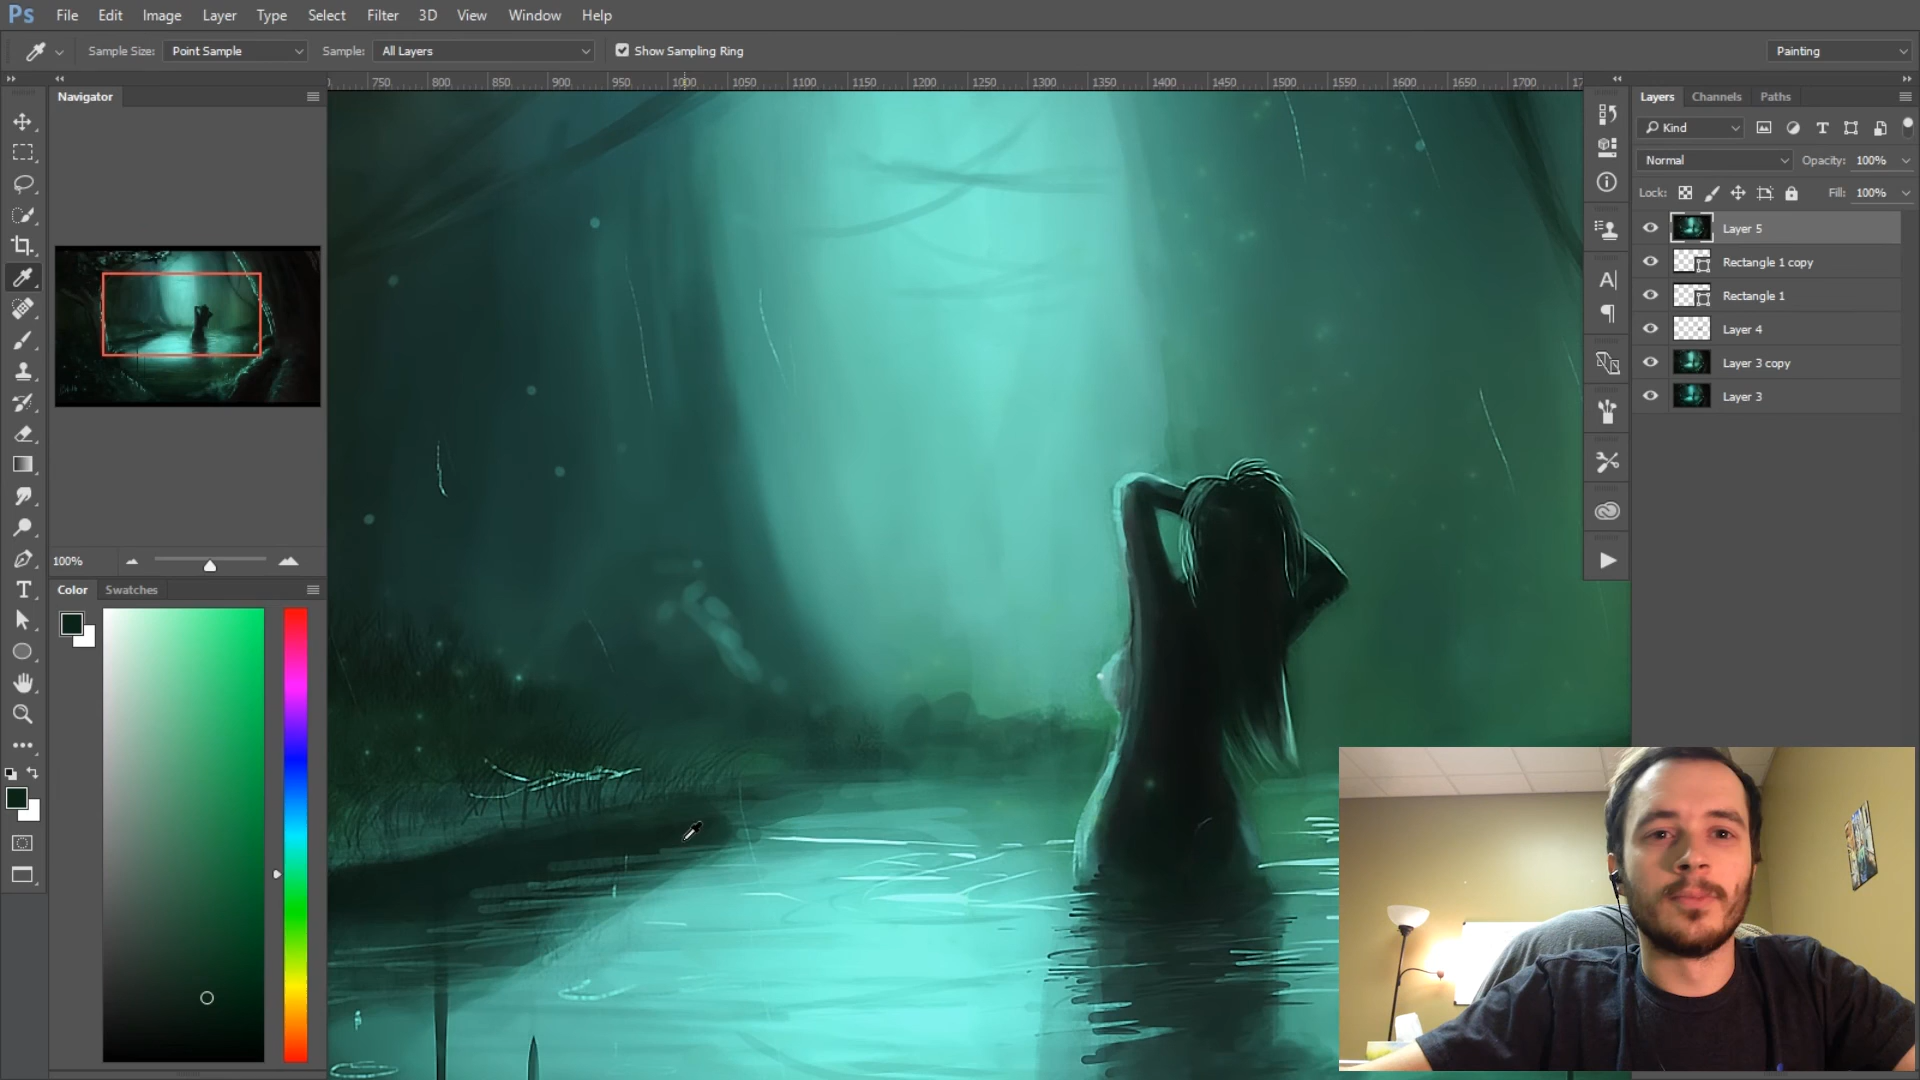 Ps File Edit Image Layer Type Select Filter 3D View Window Help
Sample Size: Point Sample Sample: All Layers Show Sampling Ring Painting
Navigator
750 800 850 900 950 1000 1050 1100 1150 1200 1250 1300 1350 1400 1450 1500 1550 1600 1650 1700
Layers Channels Paths
Kind
Normal Opacity: 100%
Lock: Fill: 100%
Layer 5
Rectangle 1 copy
Rectangle 1
Layer 4
Layer 3 copy
Layer 3
100%
Color Swatches